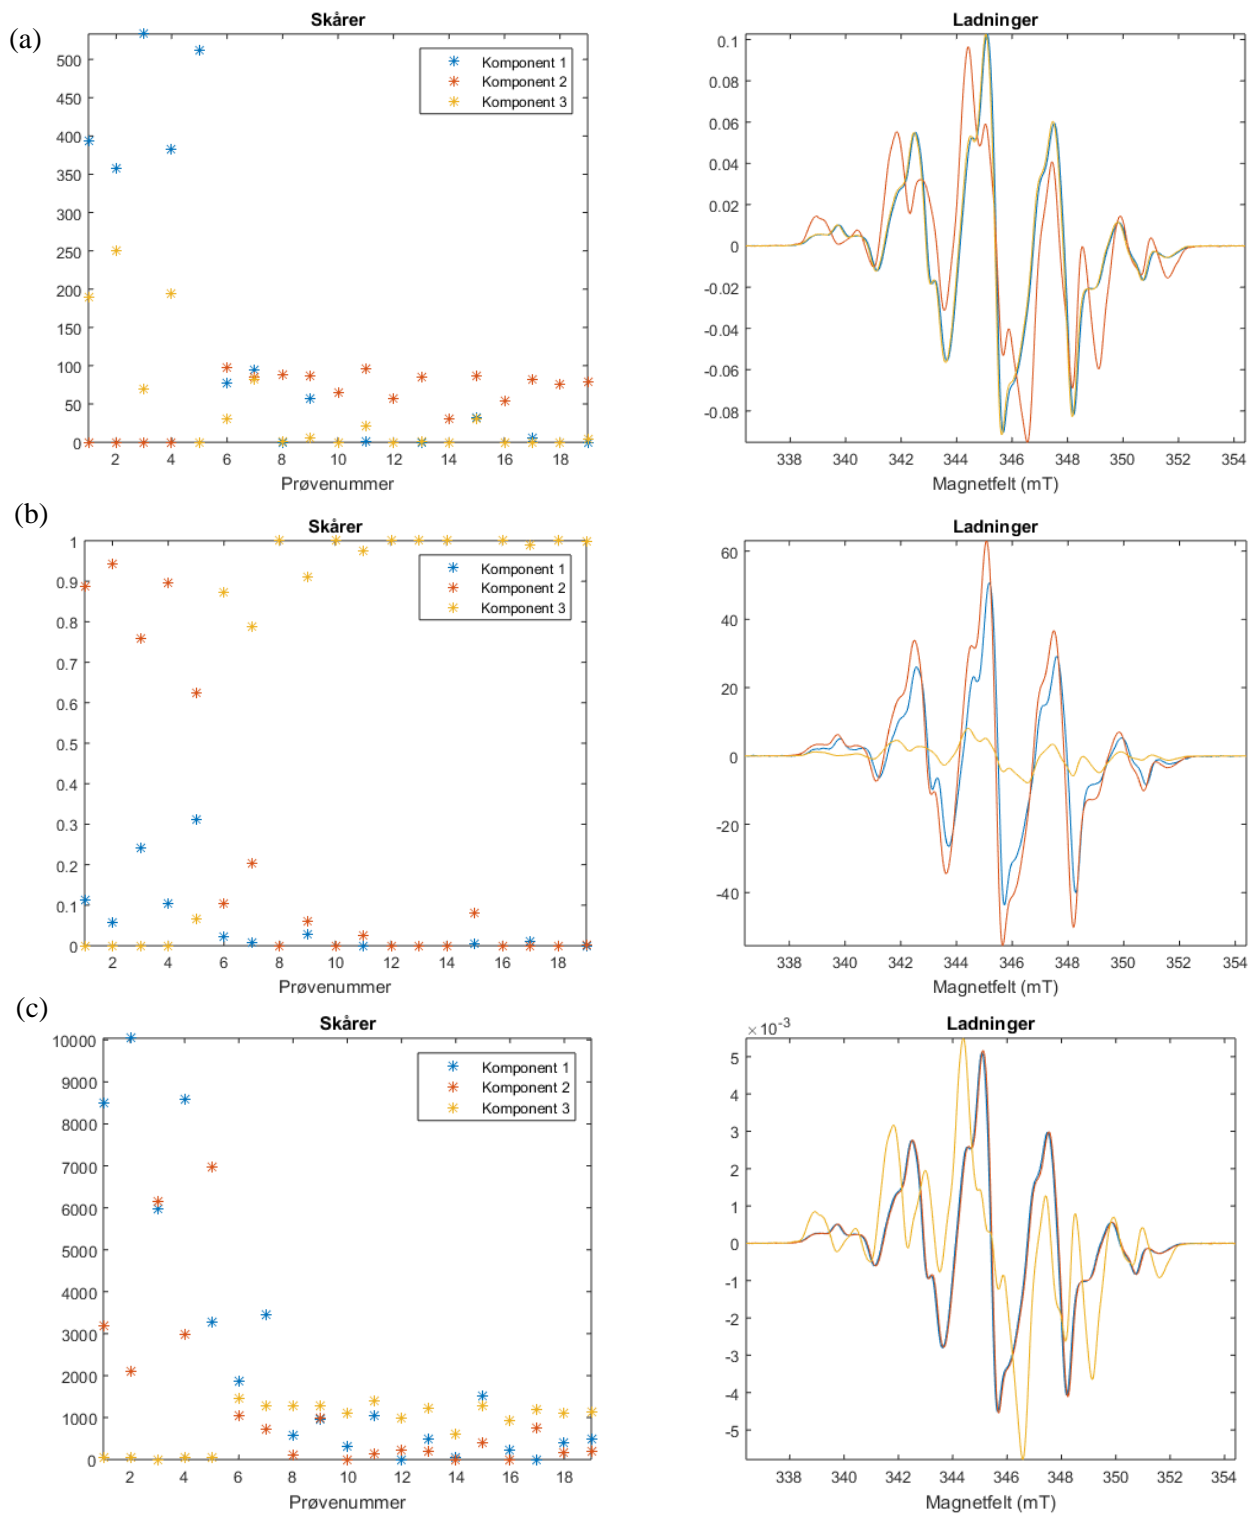 (a)
Skårer
500
450
400
350
300
250
200
150
100
50
0
Komponent 1
Komponent 2
Komponent 3
2 4 6 8 10 12 14 16 18
Prøvenummer
Ladninger
0.1
0.08
0.06
0.04
0.02
0
-0.02
-0.04
-0.06
-0.08
338 340 342 344 346 348 350 352 354
Magnetfelt (mT)
(b)
Skårer
1
0.9
0.8
0.7
0.6
0.5
0.4
0.3
0.2
0.1
0
Komponent 1
Komponent 2
Komponent 3
2 4 6 8 10 12 14 16 18
Prøvenummer
Ladninger
60
40
20
0
-20
-40
338 340 342 344 346 348 350 352 354
Magnetfelt (mT)
(c)
Skårer
10000
9000
8000
7000
6000
5000
4000
3000
2000
1000
0
Komponent 1
Komponent 2
Komponent 3
2 4 6 8 10 12 14 16 18
Prøvenummer
Ladninger
×10-3
5
4
3
2
1
0
-1
-2
-3
-4
-5
338 340 342 344 346 348 350 352 354
Magnetfelt (mT)